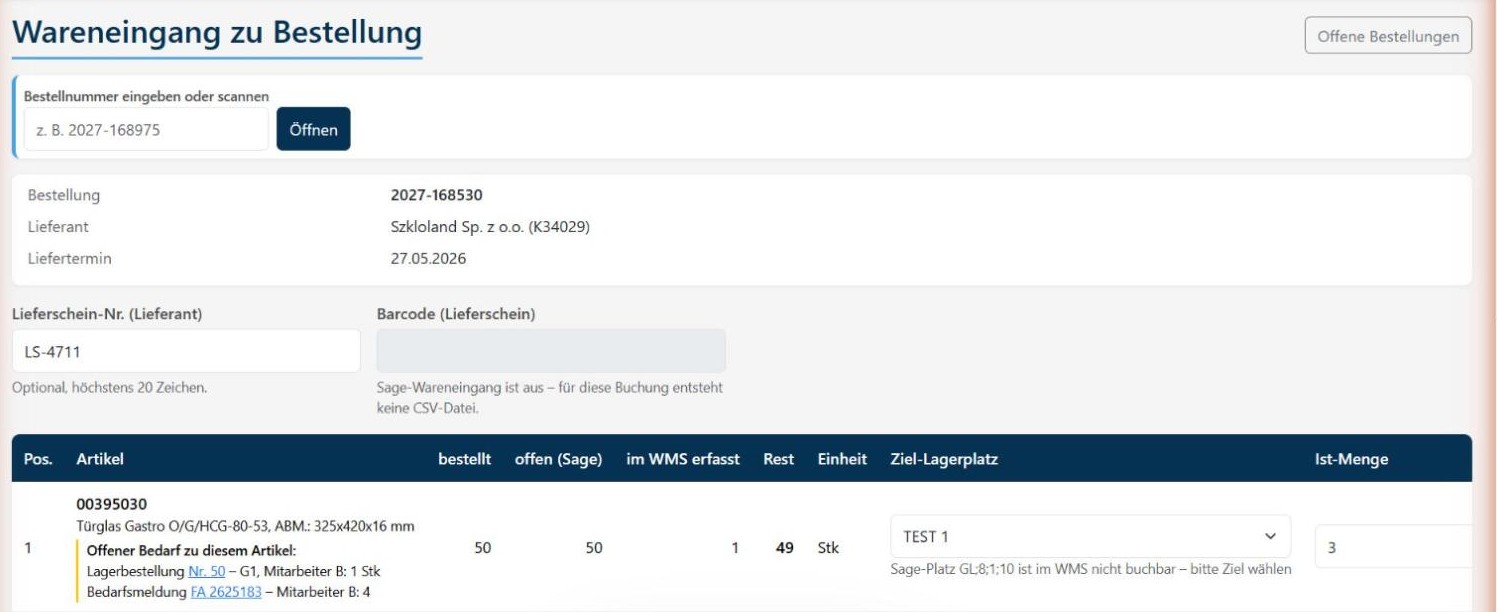 Wareneingang zu Bestellung
Offene Bestellungen
Bestellnummer eingeben oder scannen
z. B. 2027-168975
Öffnen
Bestellung 2027-168530
Lieferant Szkloland Sp. z o.o. (K34029)
Liefertermin 27.05.2026
Lieferschein-Nr. (Lieferant) Barcode (Lieferschein)
LS-4711
Optional, höchstens 20 Zeichen.
Sage-Wareneingang ist aus – für diese Buchung entsteht
keine CSV-Datei.
Pos. Artikel bestellt offen (Sage) im WMS erfasst Rest Einheit Ziel-Lagerplatz Ist-Menge
00395030
Türglas Gastro O/G/HCG-80-53, ABM.: 325x420x16 mm
Offener Bedarf zu diesem Artikel:
1 50 50 1 49 Stk TEST 1 3
Lagerbestellung Nr. 50 – G1, Mitarbeiter B: 1 Stk
Sage-Platz GL;8;1;10 ist im WMS nicht buchbar – bitte Ziel wählen
Bedarfsmeldung FA 2625183 – Mitarbeiter B: 4